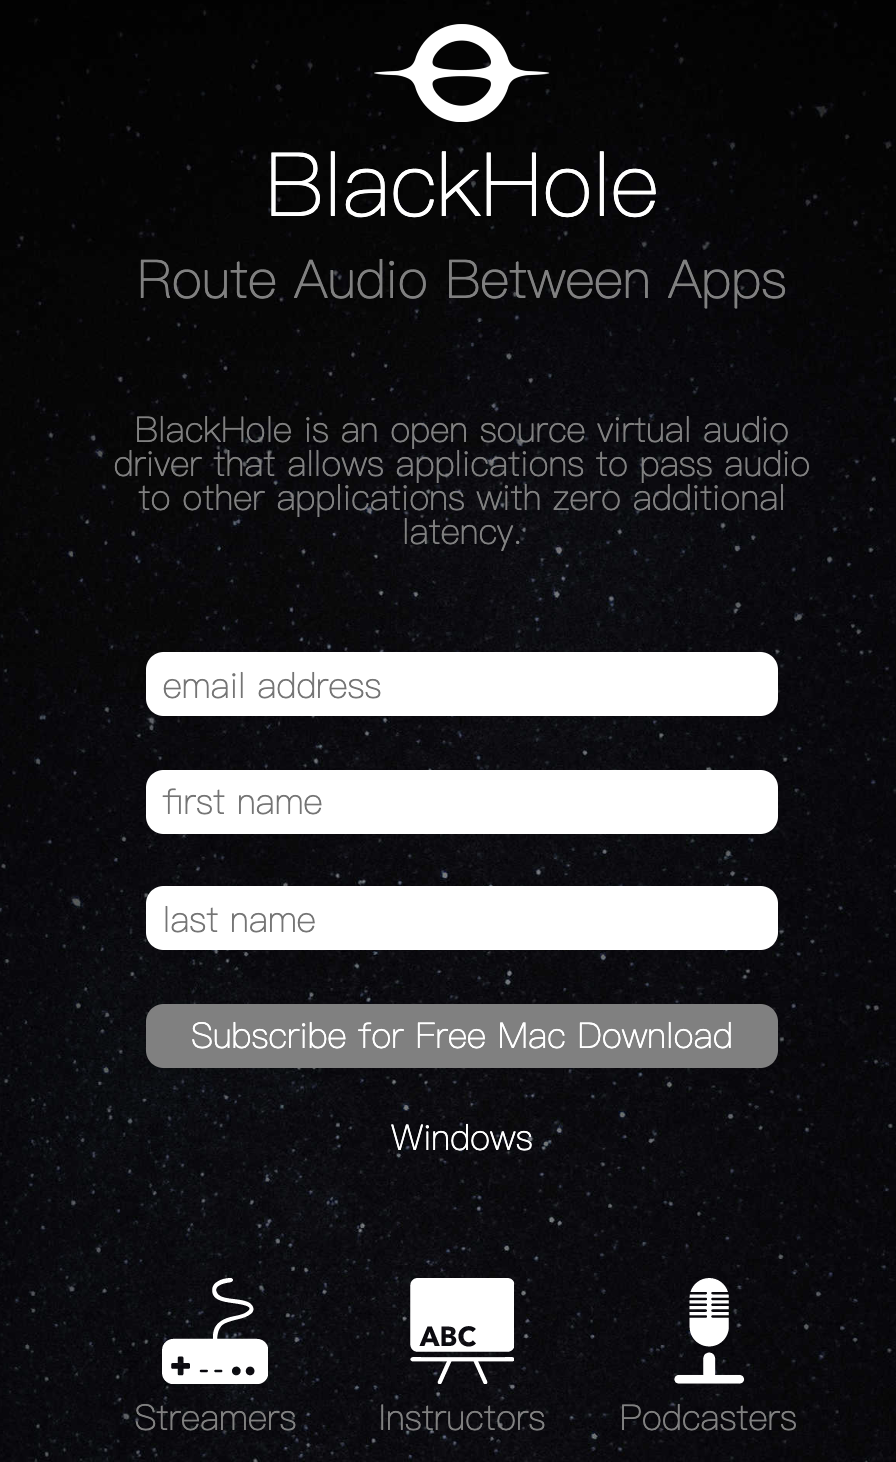 BlackHole
Route Audio Between Apps
BlackHole is an open source virtual audio
driver that allows applications to pass audio
to other applications with zero additional
latency.
email address
first name
last name
Subscribe for Free Mac Download
Windows
ABC
Streamers
Instructors
Podcasters